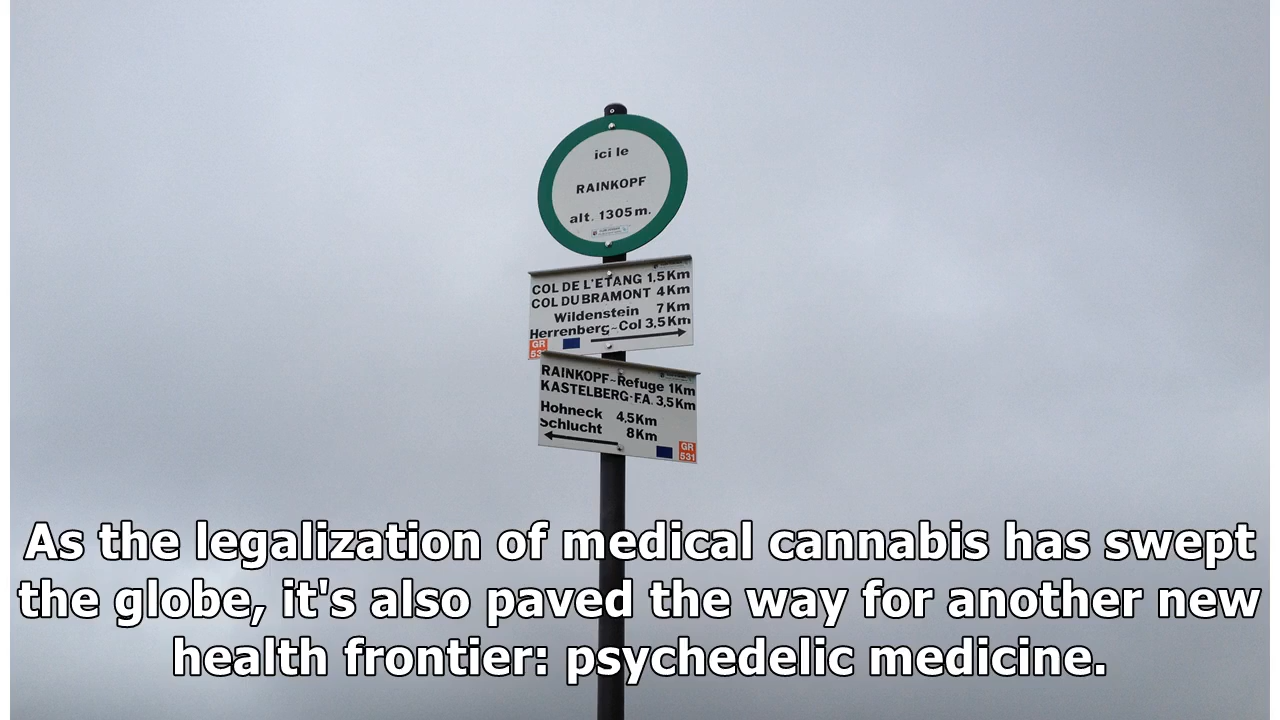 ici le
RAINKOPF
alt. 1305m.
COL DE L'ETANG 1,5Km
COL DU BRAMONT 4Km
Wildenstein 7Km
Herrenberg-Col 3,5Km
GR
RAINKOPF-Refuge 1Km
KASTELBERG-F.A. 3,5Km
Hohneck 4,5Km
Schlucht 8Km
GR
531
As the legalization of medical cannabis has swept
the globe, it's also paved the way for another new
health frontier: psychedelic medicine.